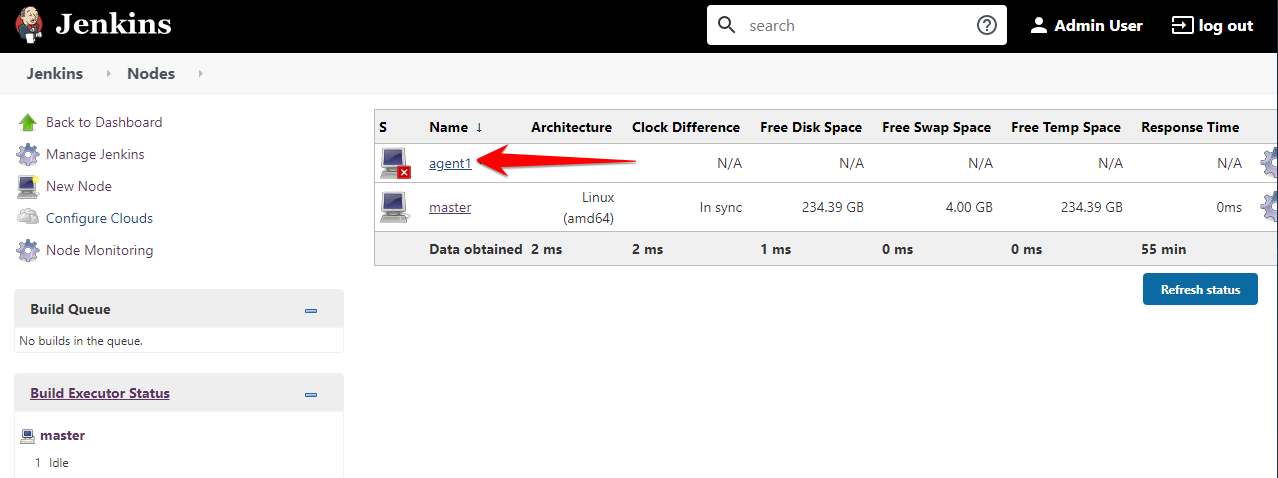 Jenkins
search
Admin User
log out
Jenkins
Nodes
Back to Dashboard
Manage Jenkins
New Node
Configure Clouds
Node Monitoring
Build Queue
No builds in the queue.
Build Executor Status
master
1 Idle
S Name ↓ Architecture Clock Difference Free Disk Space Free Swap Space Free Temp Space Response Time
agent1 N/A N/A N/A N/A N/A
master Linux (amd64) In sync 234.39 GB 4.00 GB 234.39 GB 0ms
Data obtained 2 ms 2 ms 1 ms 0 ms 0 ms 55 min
Refresh status